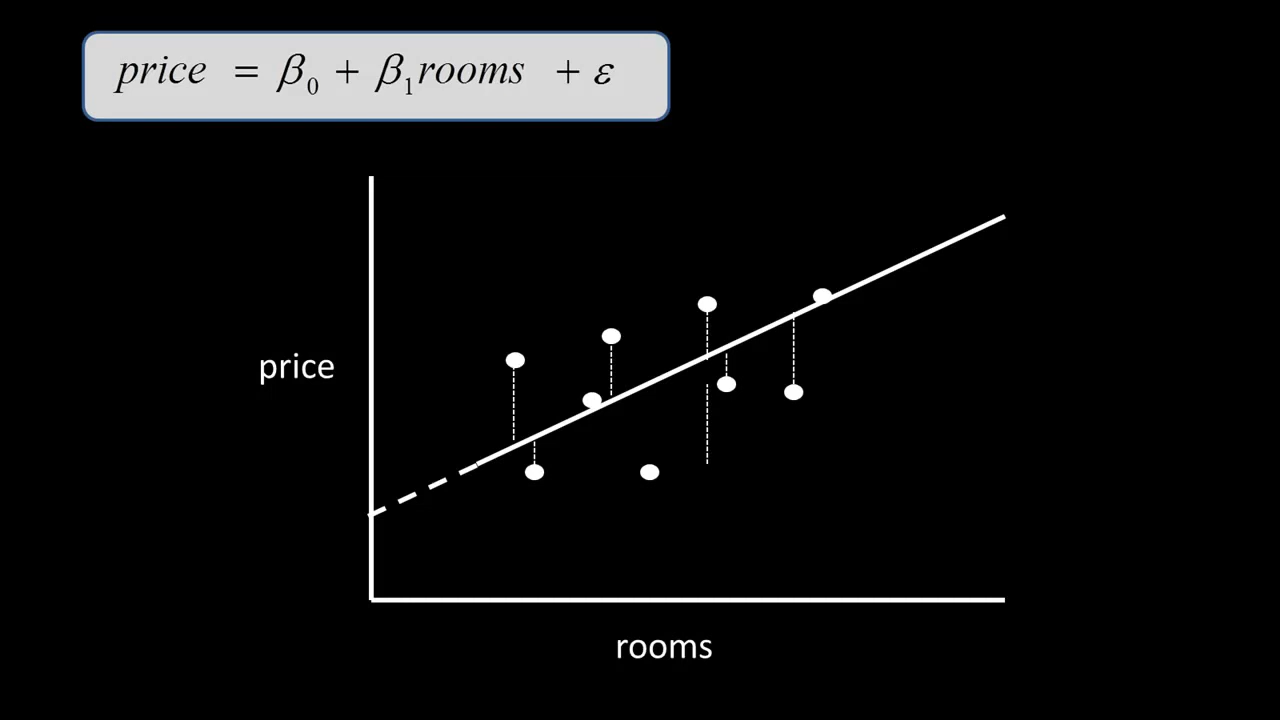 price = β₀ + β₁rooms + ε
price
rooms